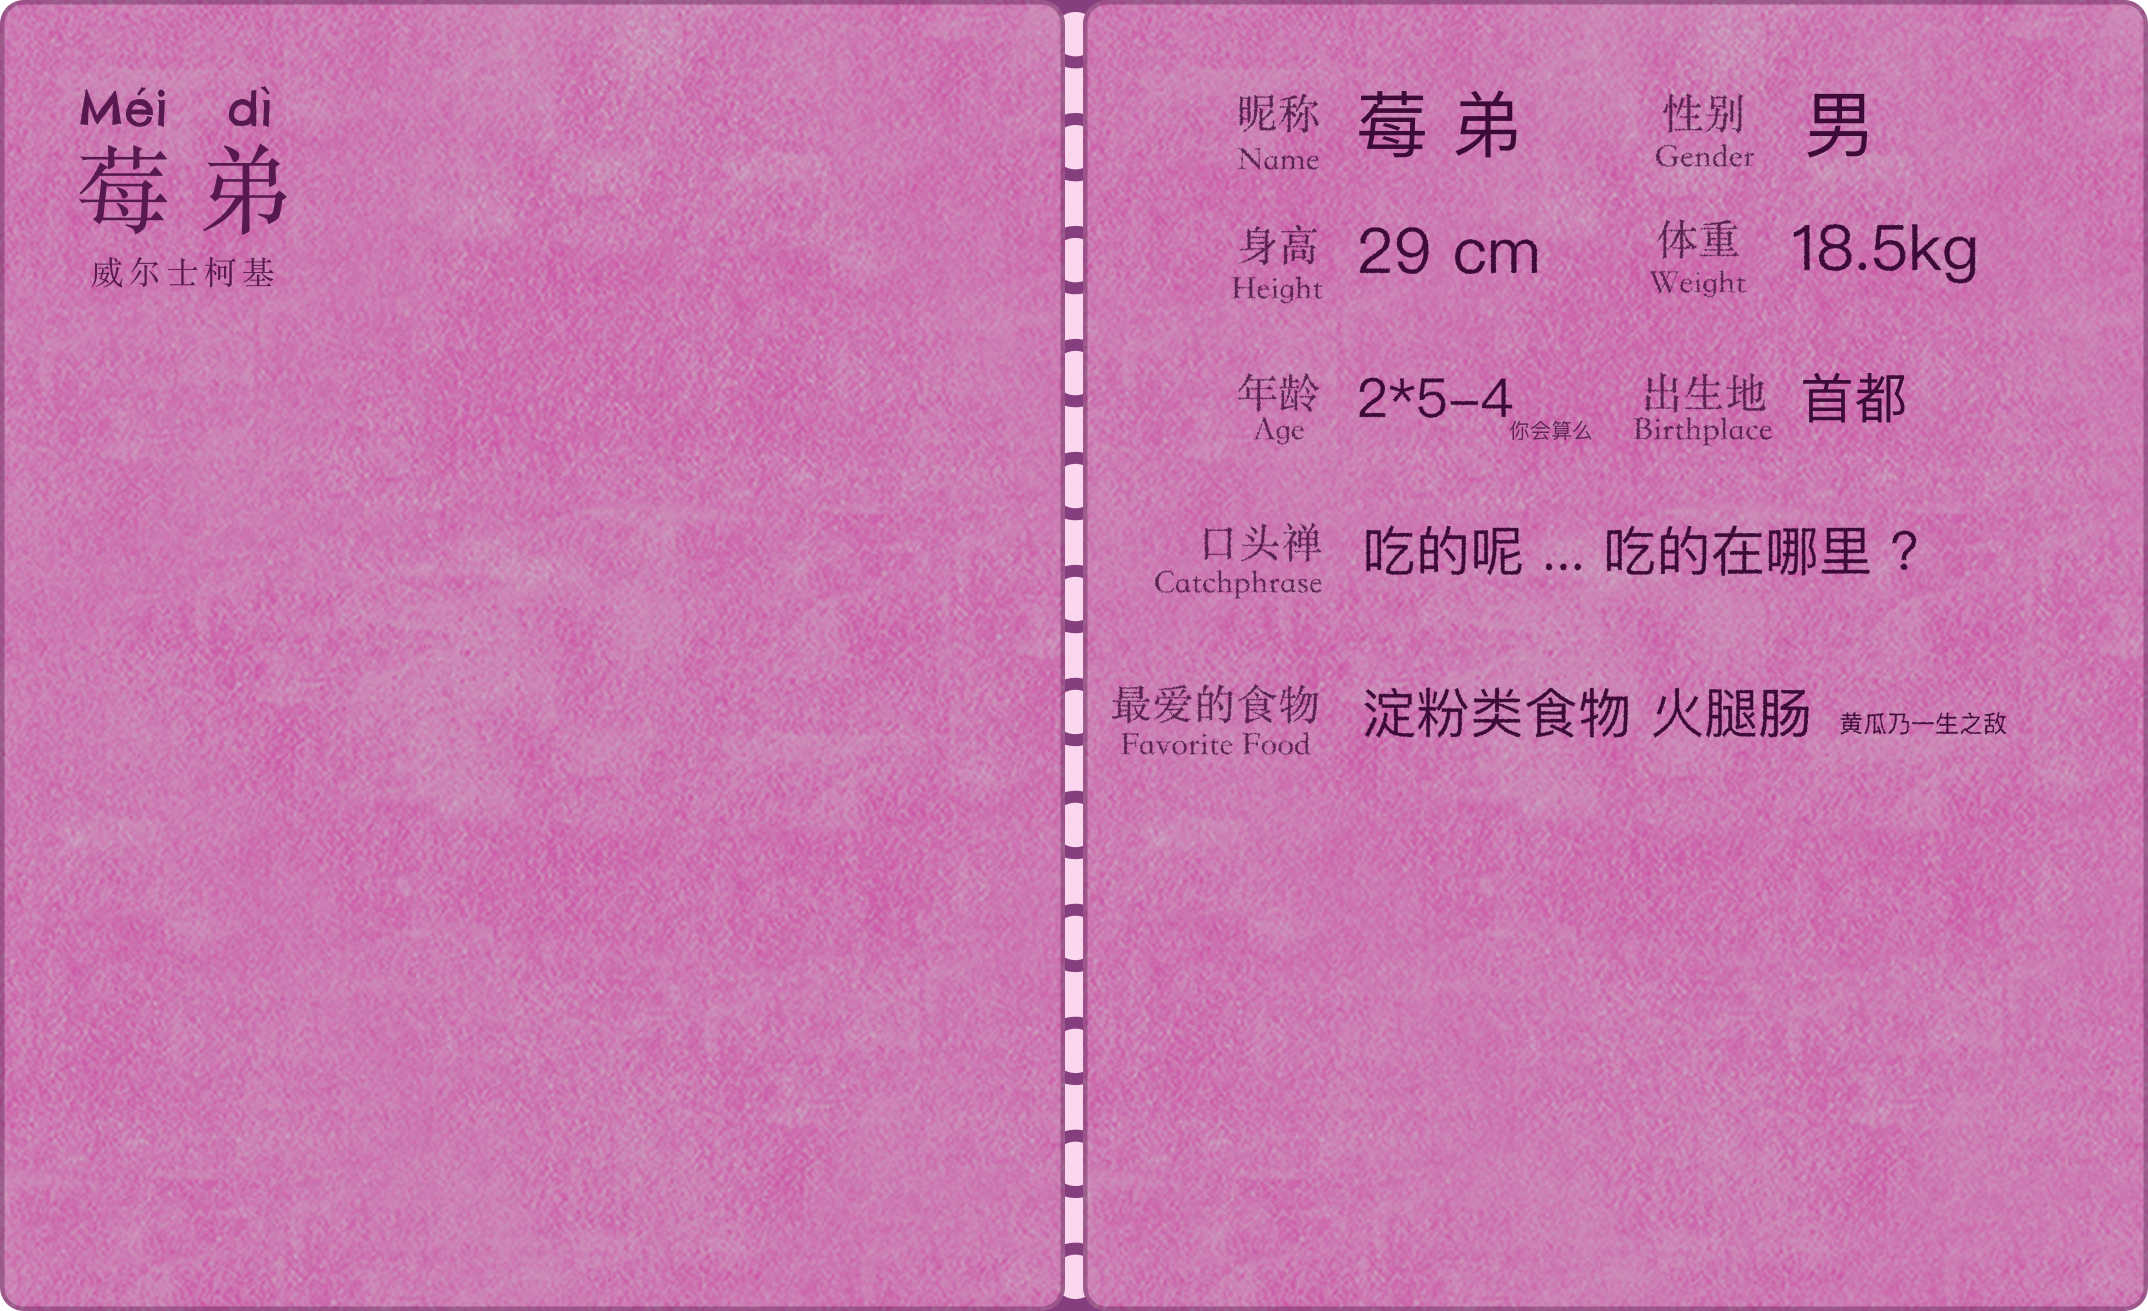 Méi dì
莓 弟
威尔士柯基
昵称 莓 弟 性别 男
Name Gender
身高 29 cm 体重 18.5kg
Height Weight
年龄 2*5-4 出生地 首都
Age 你会算么 Birthplace
口头禅 吃的呢 ... 吃的在哪里 ?
Catchphrase
最爱的食物 淀粉类食物 火腿肠 黄瓜乃一生之敌
Favorite Food